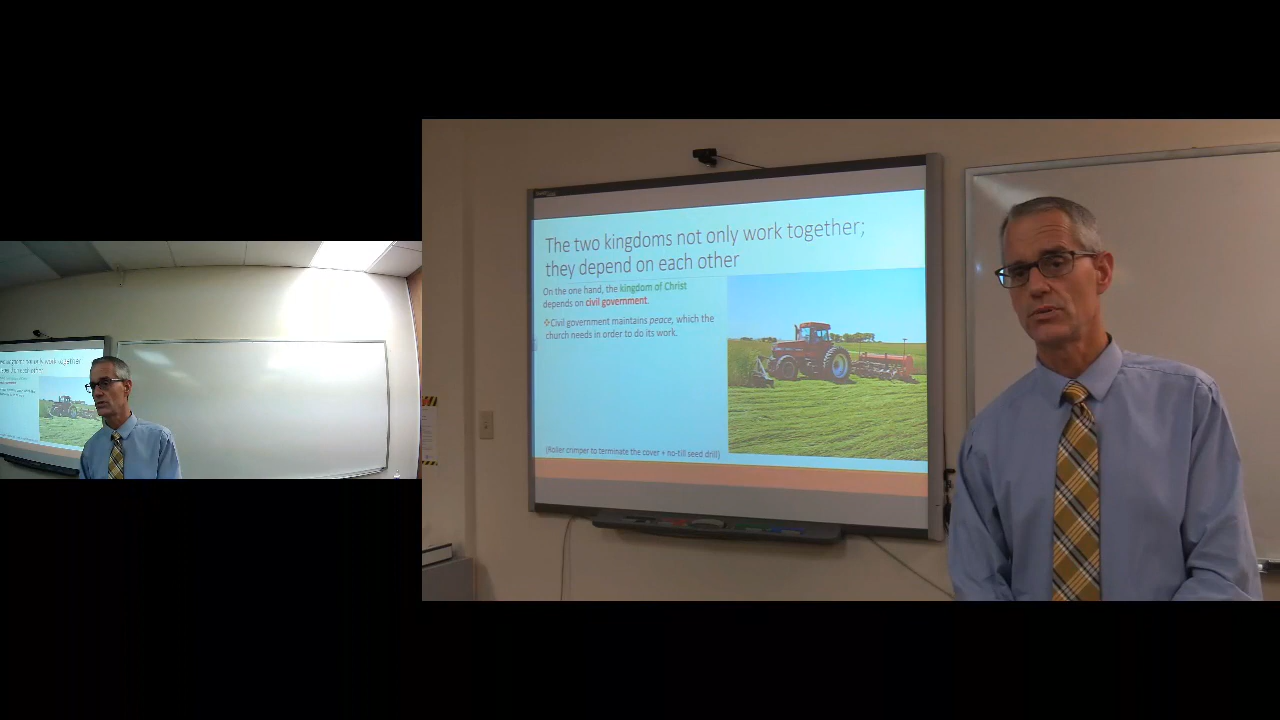 The two kingdoms not only work together;
they depend on each other
On the one hand, the kingdom of Christ
depends on civil government.
❖Civil government maintains peace, which the
church needs in order to do its work.
(Roller crimper to terminate the cover + no-till seed drill)